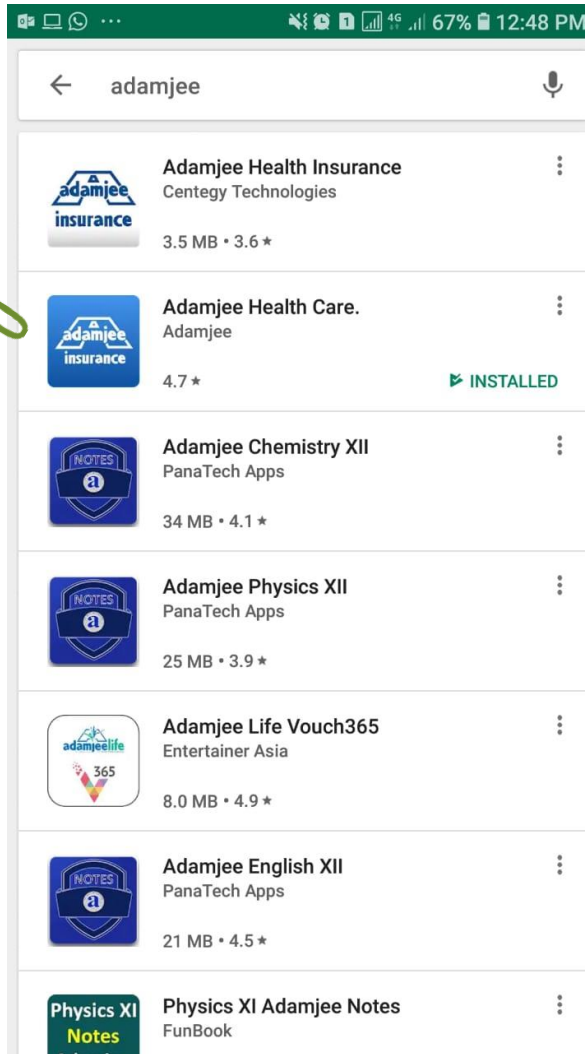 1 4G 67% 12:48 PM
adamjee
adamjee
insurance
Adamjee Health Insurance
Centegy Technologies
3.5 MB • 3.6 ★
adamjee
insurance
Adamjee Health Care.
Adamjee
4.7 ★
INSTALLED
NOTES
a
Adamjee Chemistry XII
PanaTech Apps
34 MB • 4.1 ★
NOTES
a
Adamjee Physics XII
PanaTech Apps
25 MB • 3.9 ★
adamjeelife
365
Adamjee Life Vouch365
Entertainer Asia
8.0 MB • 4.9 ★
NOTES
a
Adamjee English XII
PanaTech Apps
21 MB • 4.5 ★
Physics XI
Notes
Physics XI Adamjee Notes
FunBook